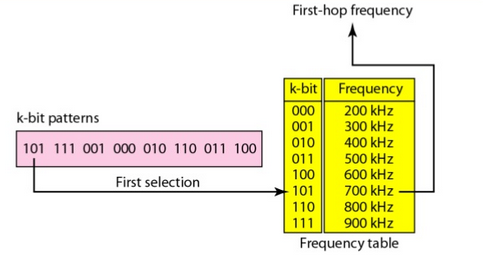 First-hop frequency
k-bit Frequency
000 200 kHz
001 300 kHz
010 400 kHz
011 500 kHz
100 600 kHz
101 700 kHz
110 800 kHz
111 900 kHz
Frequency table
k-bit patterns
101 111 001 000 010 110 011 100
First selection